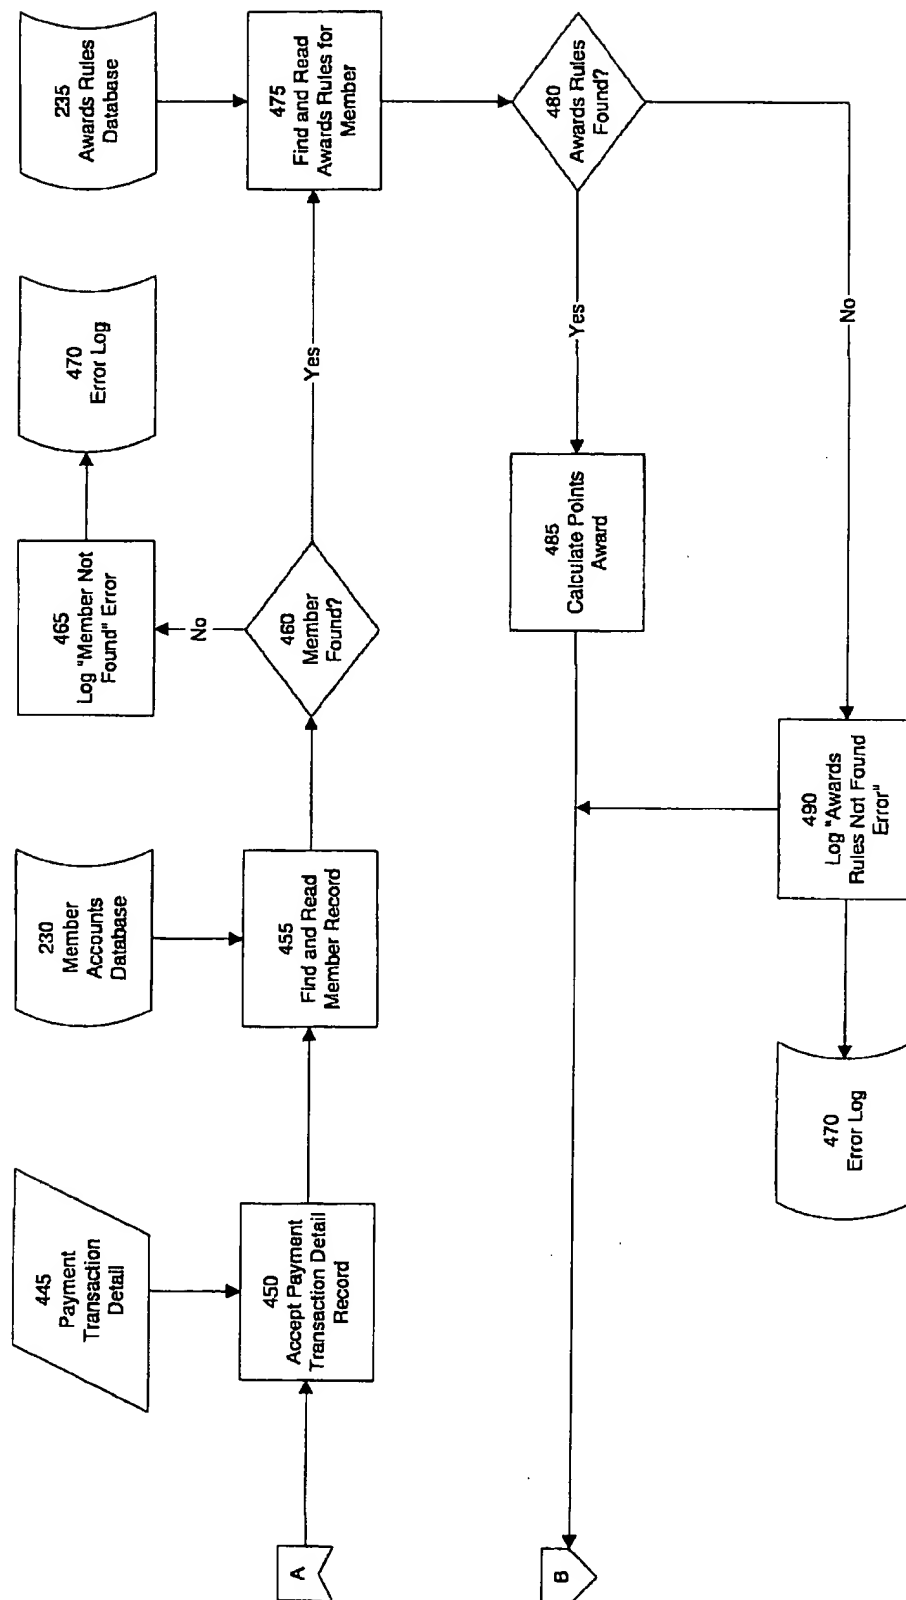 A
445
Payment
Transaction
Detail
450
Accept Payment
Transaction Detail
Record
230
Member
Accounts
Database
455
Find and Read
Member Record
460
Member
Found?
No
465
Log "Member Not
Found" Error
470
Error Log
Yes
235
Awards Rules
Database
475
Find and Read
Awards Rules for
Member
480
Awards Rules
Found?
Yes
485
Calculate Points
Award
No
490
Log "Awards
Rules Not Found
Error"
470
Error Log
B